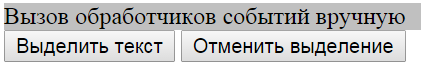 Вызов обработчиков событий вручную
Выделить текст Отменить выделение